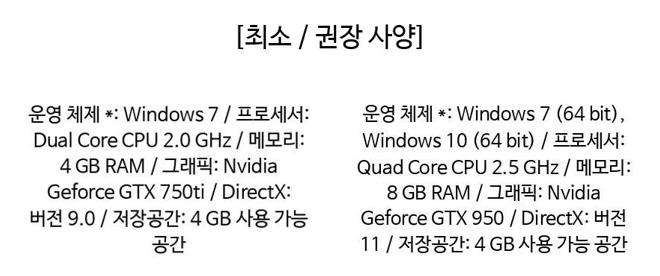 [최소 / 권장 사양]
운영 체제 *: Windows 7 / 프로세서:
Dual Core CPU 2.0 GHz / 메모리:
4 GB RAM / 그래픽: Nvidia
Geforce GTX 750ti / DirectX:
버전 9.0 / 저장공간: 4 GB 사용 가능
공간
운영 체제 *: Windows 7 (64 bit),
Windows 10 (64 bit) / 프로세서:
Quad Core CPU 2.5 GHz / 메모리:
8 GB RAM / 그래픽: Nvidia
Geforce GTX 950 / DirectX: 버전
11 / 저장공간: 4 GB 사용 가능 공간